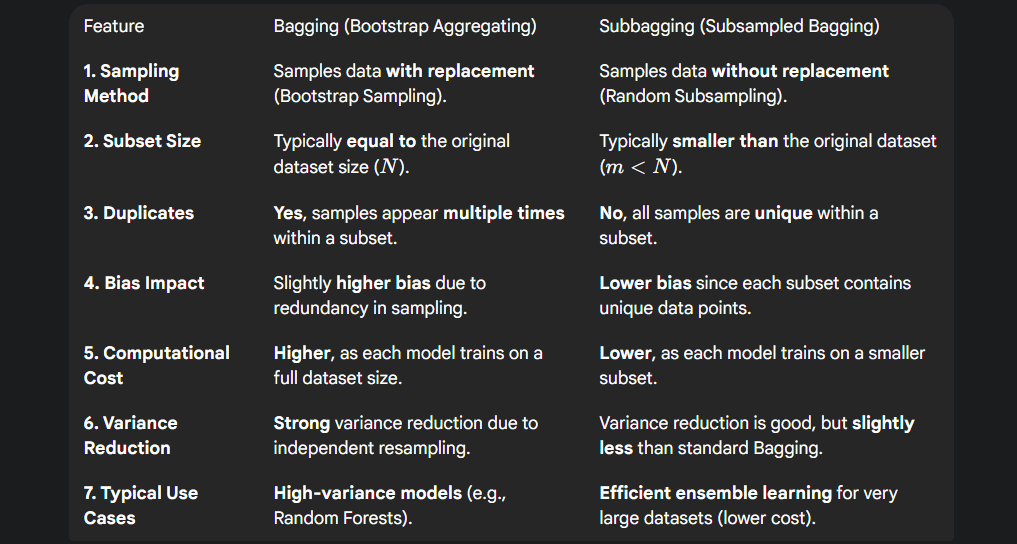 Feature
Bagging (Bootstrap Aggregating)
Subbagging (Subsampled Bagging)
1. Sampling
Method
Samples data with replacement
(Bootstrap Sampling).
Samples data without replacement
(Random Subsampling).
2. Subset Size
Typically equal to the original
dataset size (N).
Typically smaller than the original dataset
(m < N).
3. Duplicates
Yes, samples appear multiple times
within a subset.
No, all samples are unique within a
subset.
4. Bias Impact
Slightly higher bias due to
redundancy in sampling.
Lower bias since each subset contains
unique data points.
5. Computational
Cost
Higher, as each model trains on a
full dataset size.
Lower, as each model trains on a smaller
subset.
6. Variance
Reduction
Strong variance reduction due to
independent resampling.
Variance reduction is good, but slightly
less than standard Bagging.
7. Typical Use
Cases
High-variance models (e.g.,
Random Forests).
Efficient ensemble learning for very
large datasets (lower cost).